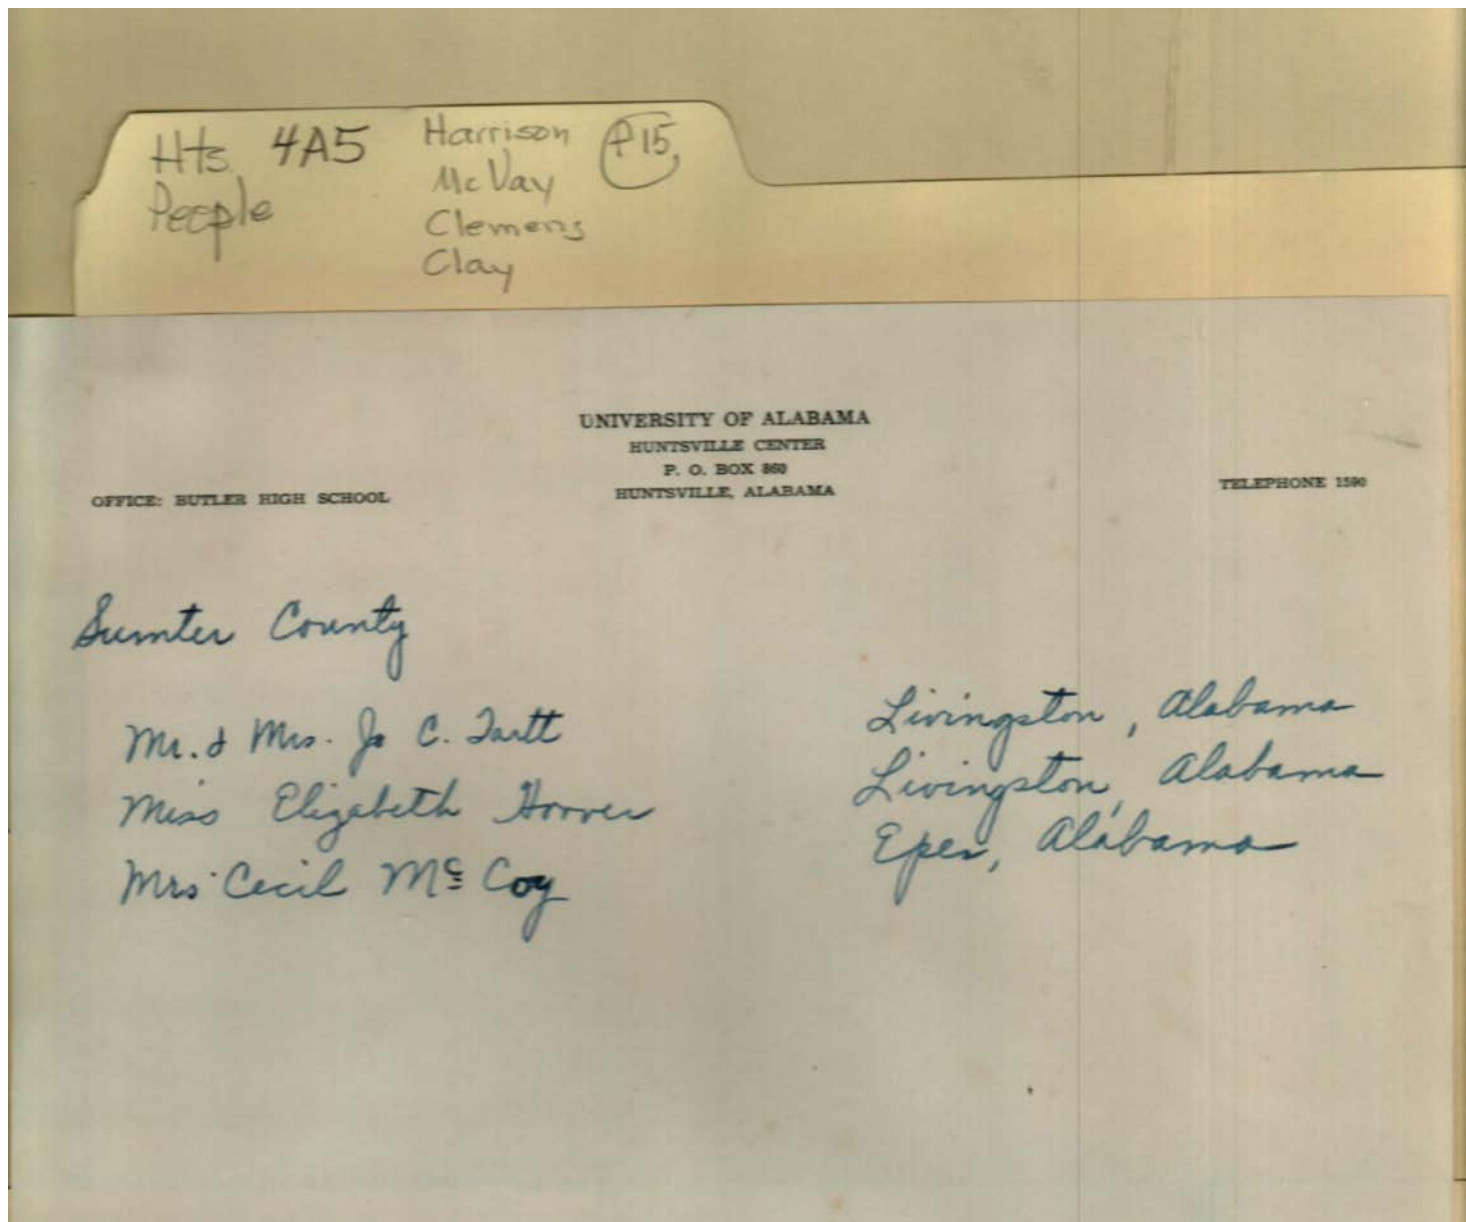 Hts. 4A5
People
Harrison
McVay
Clemens
Clay
P15
UNIVERSITY OF ALABAMA
HUNTSVILLE CENTER
P. O. BOX 860
HUNTSVILLE, ALABAMA
OFFICE: BUTLER HIGH SCHOOL
TELEPHONE 1590
Sumter County
Mr. & Mrs. Jo C. Tartt Livingston, Alabama
Miss Elizabeth Hoover Livingston, Alabama
Mrs. Cecil McCoy Epes, Alabama